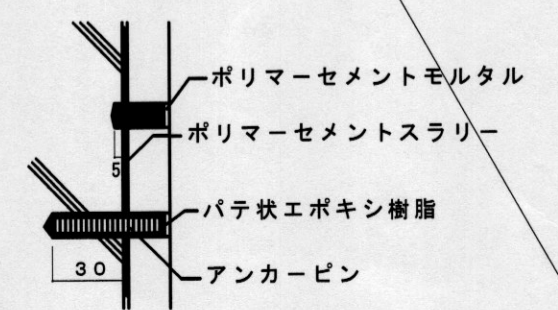 ポリマーセメントモルタル
ポリマーセメントスラリー
5
パテ状エポキシ樹脂
30
アンカーピン